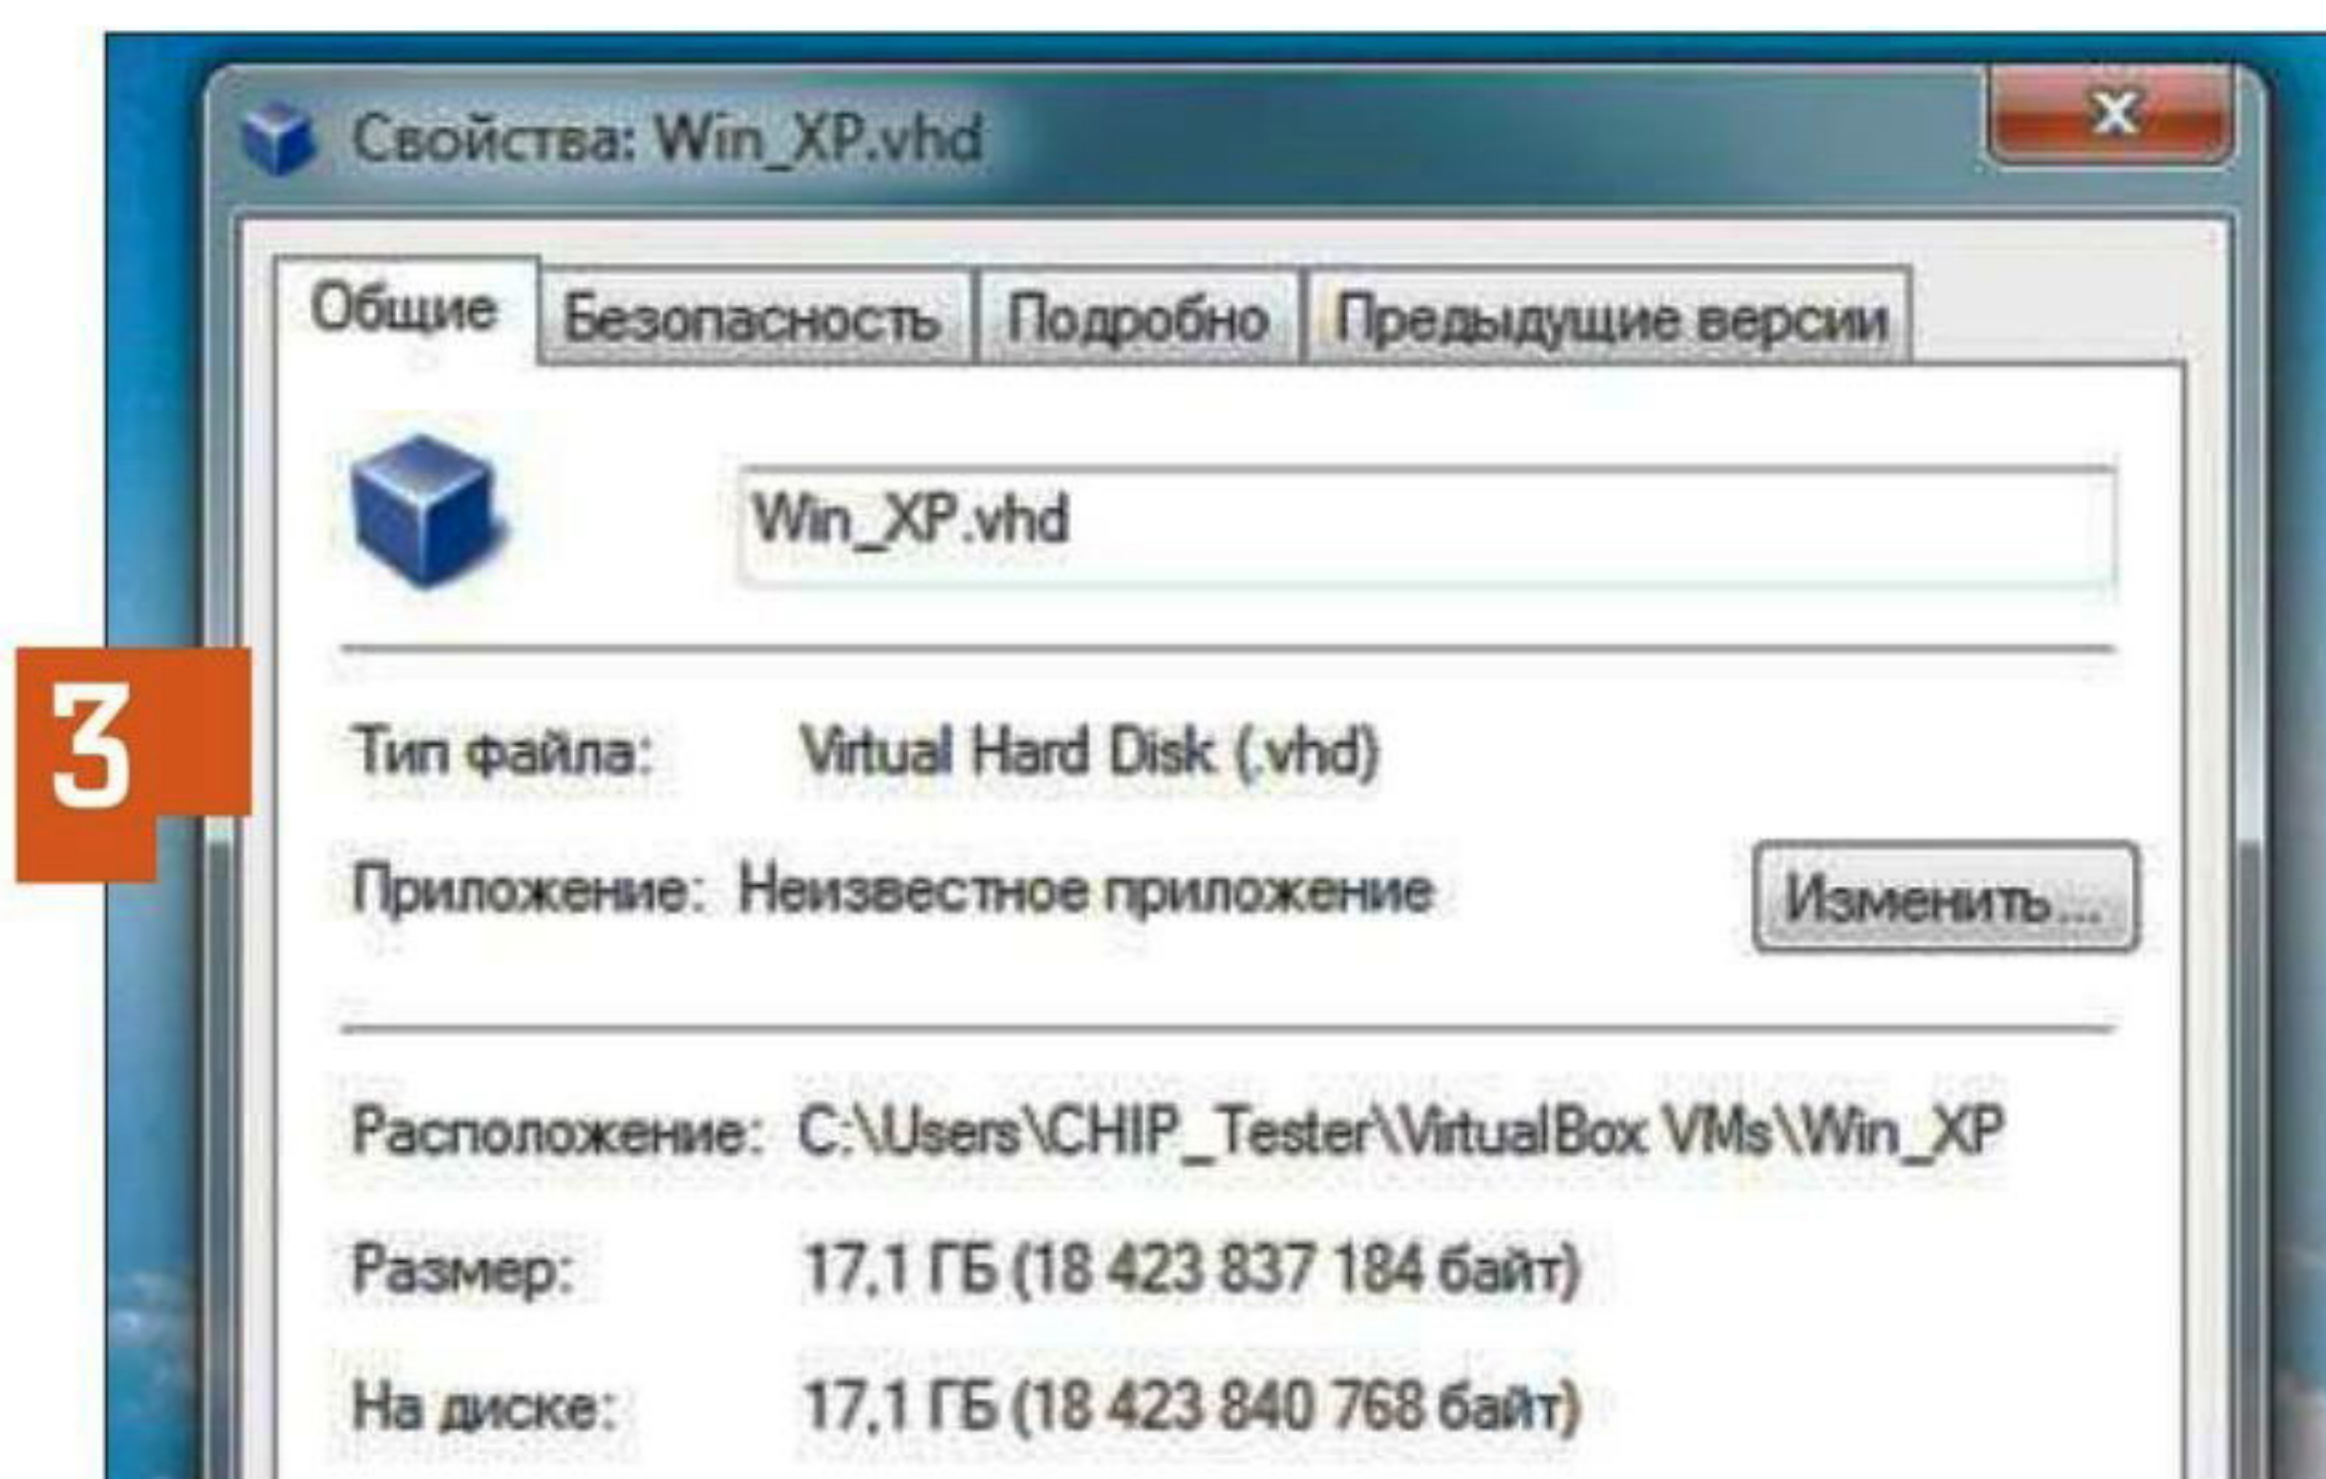 Свойства: Win_XP.vhd
x
Общие Безопасность Подробно Предыдущие версии
Win_XP.vhd
3
Тип файла: Virtual Hard Disk (.vhd)
Приложение: Неизвестное приложение Изменить...
Расположение: C:\Users\CHIP_Tester\VirtualBox VMs\Win_XP
Размер: 17,1 ГБ (18 423 837 184 байт)
На диске: 17,1 ГБ (18 423 840 768 байт)